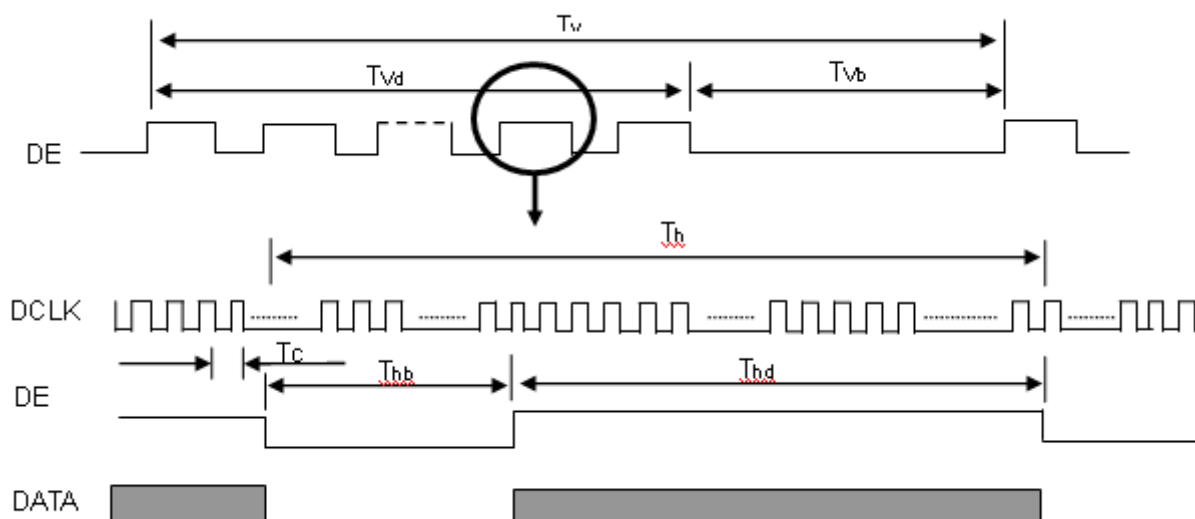 Tv
Tvd
Tvb
DE
Th
DCLK
Tc
Thb
Thd
DE
DATA